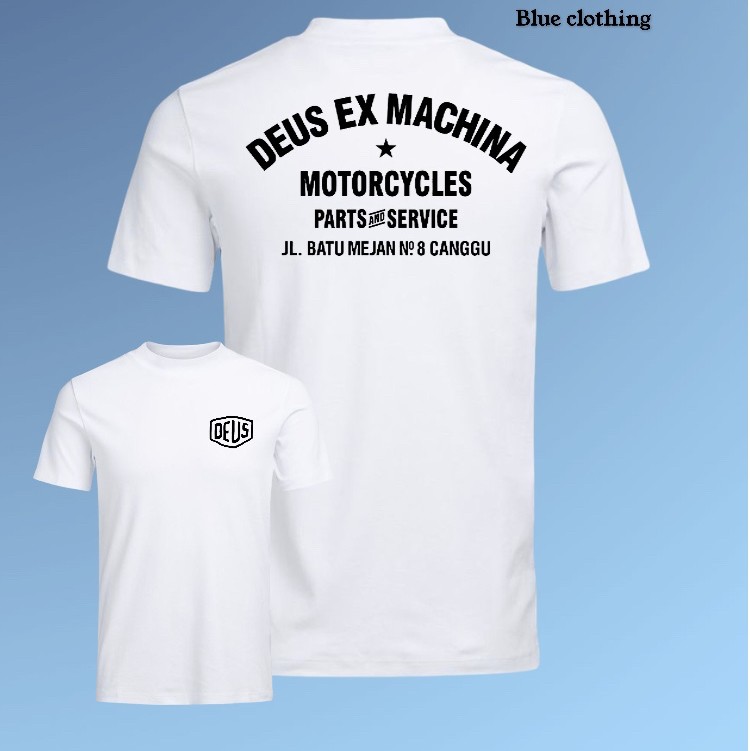 Blue clothing
DEUS EX MACHINA
MOTORCYCLES
PARTS AND SERVICE
JL. BATU MEJAN Nº 8 CANGGU
DEUS